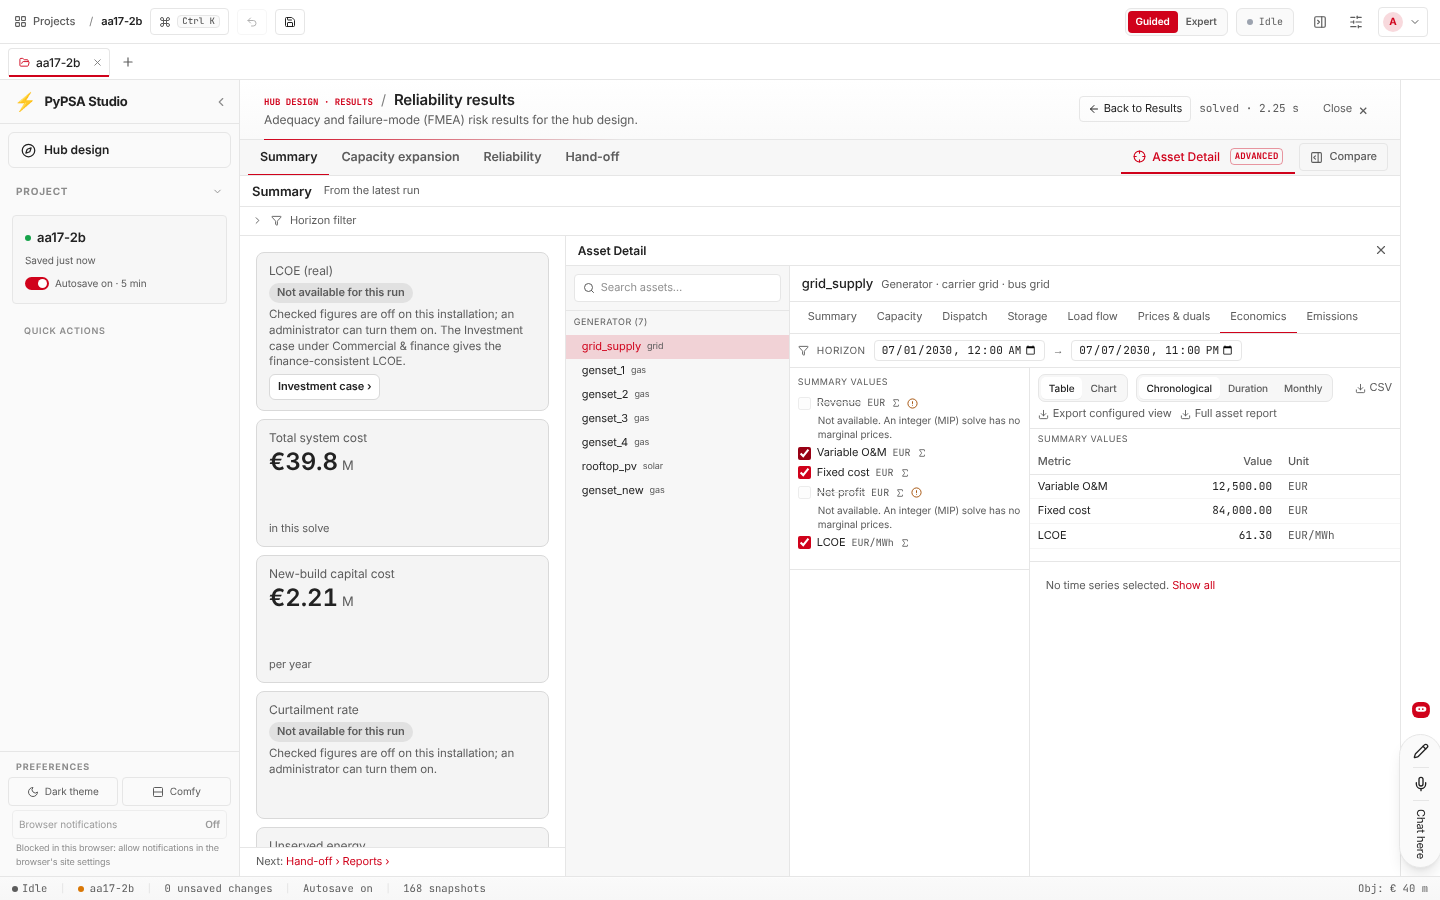 Projects / aa17-2b ⌘ Ctrl K
Guided Expert Idle A
aa17-2b
PyPSA Studio
Hub design
PROJECT
aa17-2b
Saved just now
Autosave on · 5 min
QUICK ACTIONS
PREFERENCES
Dark theme Comfy
Browser notifications Off
Blocked in this browser: allow notifications in the
browser's site settings
HUB DESIGN · RESULTS / Reliability results
Adequacy and failure-mode (FMEA) risk results for the hub design.
← Back to Results solved · 2.25 s Close ×
Summary Capacity expansion Reliability Hand-off
Asset Detail ADVANCED Compare
Summary From the latest run
Horizon filter
LCOE (real)
Not available for this run
Checked figures are off on this installation; an
administrator can turn them on. The Investment
case under Commercial & finance gives the
finance-consistent LCOE.
Investment case ›
Total system cost
€39.8 M
in this solve
New-build capital cost
€2.21 M
per year
Curtailment rate
Not available for this run
Checked figures are off on this installation; an
administrator can turn them on.
Unserved energy
Next: Hand-off › Reports ›
Asset Detail
Search assets...
GENERATOR (7)
grid_supply grid
genset_1 gas
genset_2 gas
genset_3 gas
genset_4 gas
rooftop_pv solar
genset_new gas
grid_supply Generator · carrier grid · bus grid
Summary Capacity Dispatch Storage Load flow Prices & duals Economics Emissions
HORIZON 07/01/2030, 12:00 AM → 07/07/2030, 11:00 PM
SUMMARY VALUES
Revenue EUR Σ
Not available. An integer (MIP) solve has no
marginal prices.
Variable O&M EUR Σ
Fixed cost EUR Σ
Net profit EUR Σ
Not available. An integer (MIP) solve has no
marginal prices.
LCOE EUR/MWh Σ
Table Chart Chronological Duration Monthly CSV
Export configured view Full asset report
SUMMARY VALUES
Metric Value Unit
Variable O&M 12,500.00 EUR
Fixed cost 84,000.00 EUR
LCOE 61.30 EUR/MWh
No time series selected. Show all
Chat here
Idle aa17-2b 0 unsaved changes Autosave on 168 snapshots
Obj: € 40 m